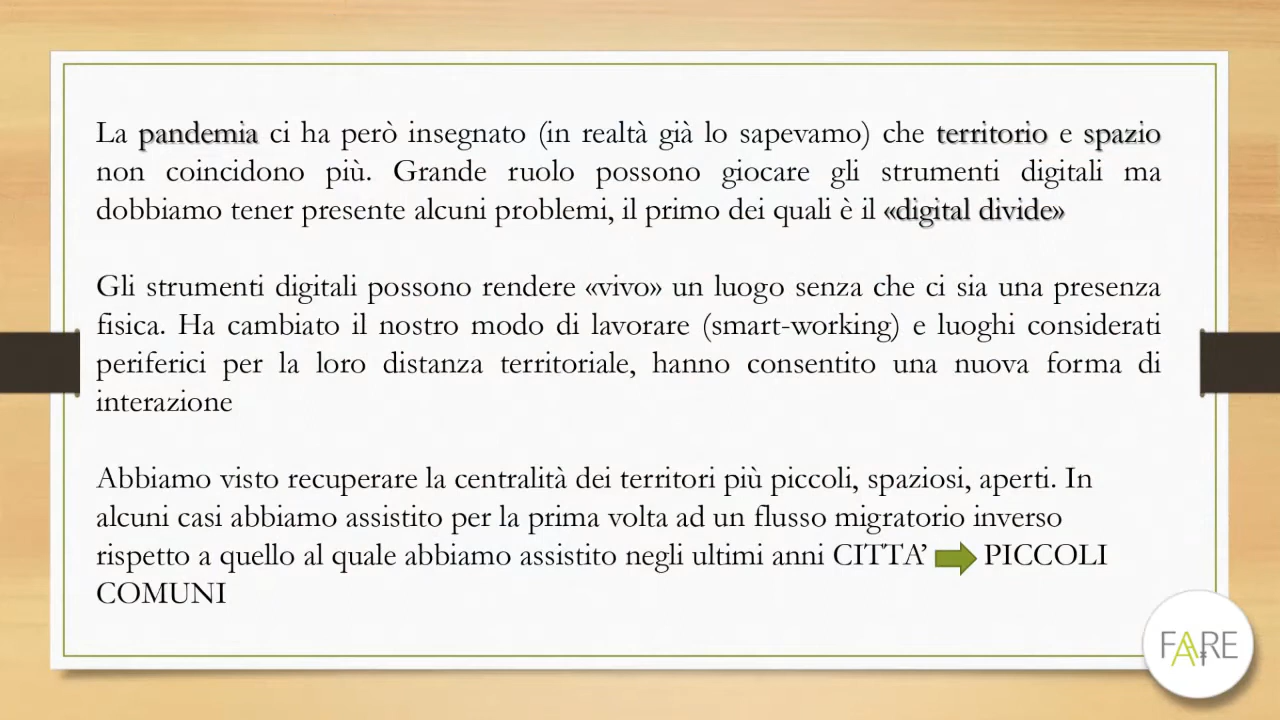 La pandemia ci ha però insegnato (in realtà già lo sapevamo) che territorio e spazio
non coincidono più. Grande ruolo possono giocare gli strumenti digitali ma
dobbiamo tener presente alcuni problemi, il primo dei quali è il «digital divide»
Gli strumenti digitali possono rendere «vivo» un luogo senza che ci sia una presenza
fisica. Ha cambiato il nostro modo di lavorare (smart-working) e luoghi considerati
periferici per la loro distanza territoriale, hanno consentito una nuova forma di
interazione
Abbiamo visto recuperare la centralità dei territori più piccoli, spaziosi, aperti. In
alcuni casi abbiamo assistito per la prima volta ad un flusso migratorio inverso
rispetto a quello al quale abbiamo assistito negli ultimi anni CITTA’ PICCOLI
COMUNI
FARE